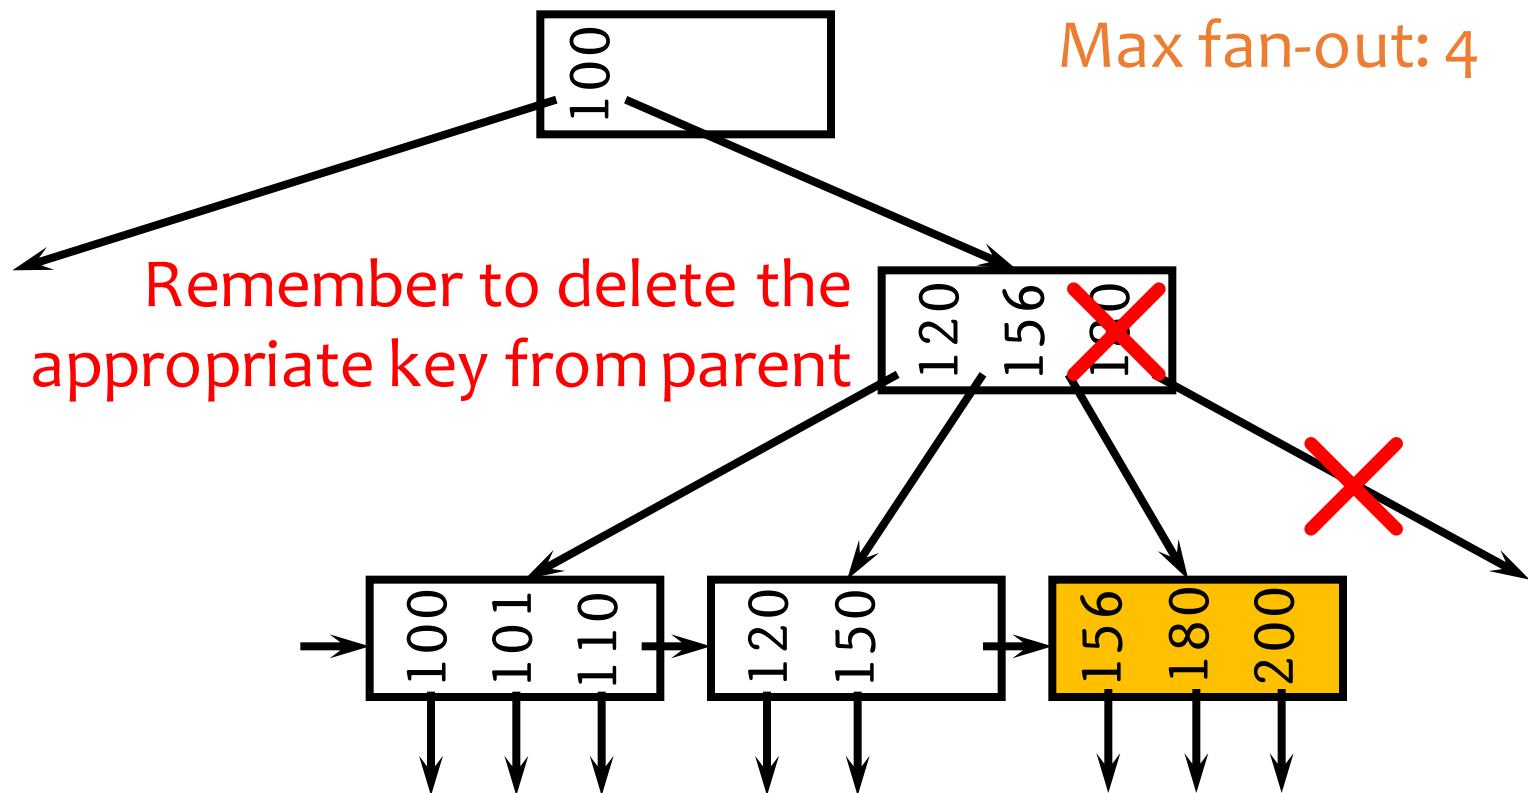 100
Max fan-out: 4
Remember to delete the
appropriate key from parent
120 156 180
100 101 110
120 150
156 180 200